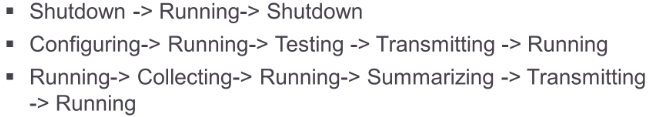 ▪ Shutdown -> Running-> Shutdown
▪ Configuring-> Running-> Testing -> Transmitting -> Running
▪ Running-> Collecting-> Running-> Summarizing -> Transmitting
-> Running